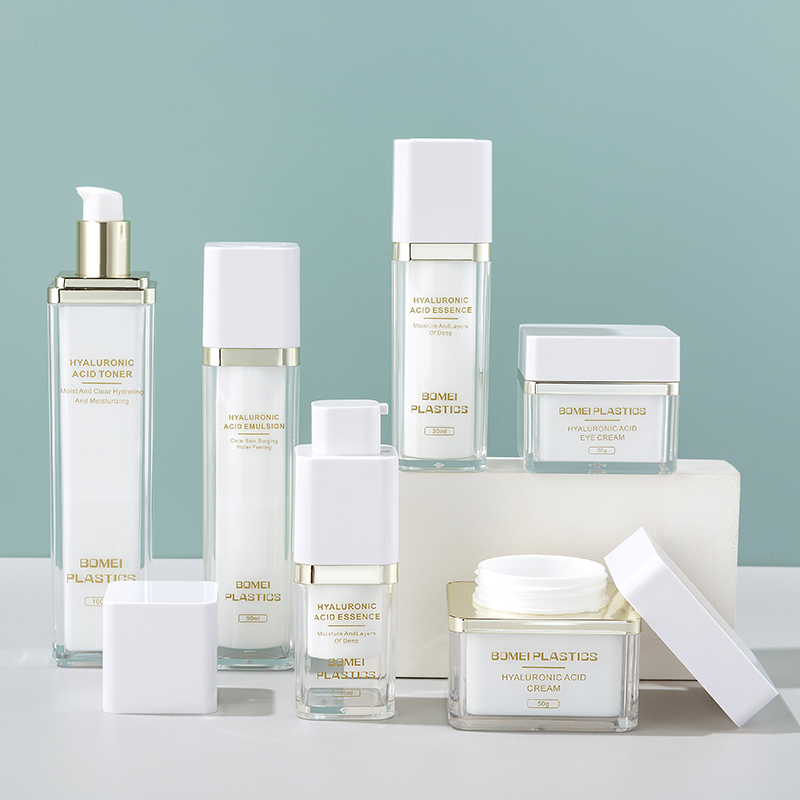 HYALURONIC
ACID TONER
Moist And Clear Hydrating
And Moisturizing
BOMEI
PLASTICS
HYALURONIC
ACID EMULSION
Clear Skin Surging
Water Feeling
BOMEI
PLASTICS
50ml
HYALURONIC
ACID ESSENCE
Moisture AndLayers
Of Deep
BOMEI
PLASTICS
HYALURONIC
ACID ESSENCE
Moisture AndLayers
Of Deep
BOMEI
PLASTICS
30ml
BOMEI PLASTICS
HYALURONIC ACID
EYE CREAM
30g
BOMEI PLASTICS
HYALURONIC ACID
CREAM
50g